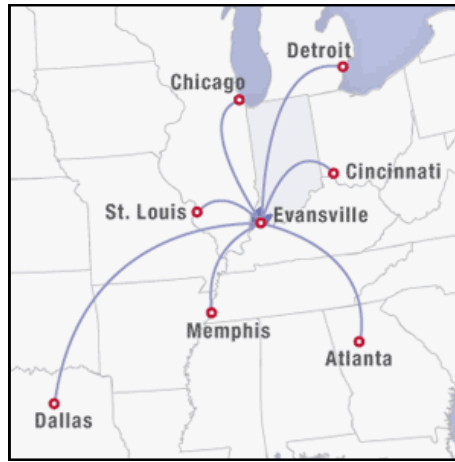 Detroit
Chicago
Cincinnati
St. Louis
Evansville
Memphis
Atlanta
Dallas